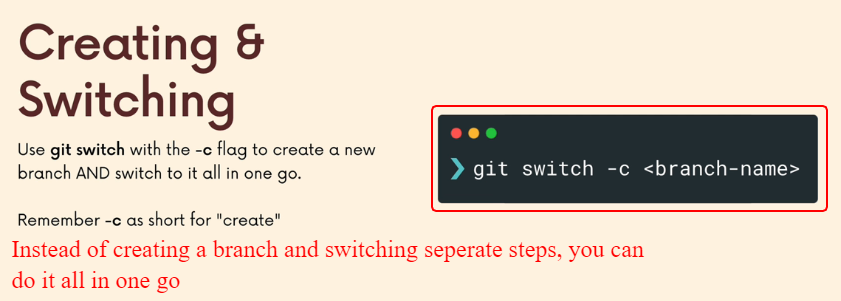 Creating &
Switching
Use git switch with the -c flag to create a new
branch AND switch to it all in one go.
❯ git switch -c <branch-name>
Remember -c as short for "create"
Instead of creating a branch and switching seperate steps, you can
do it all in one go